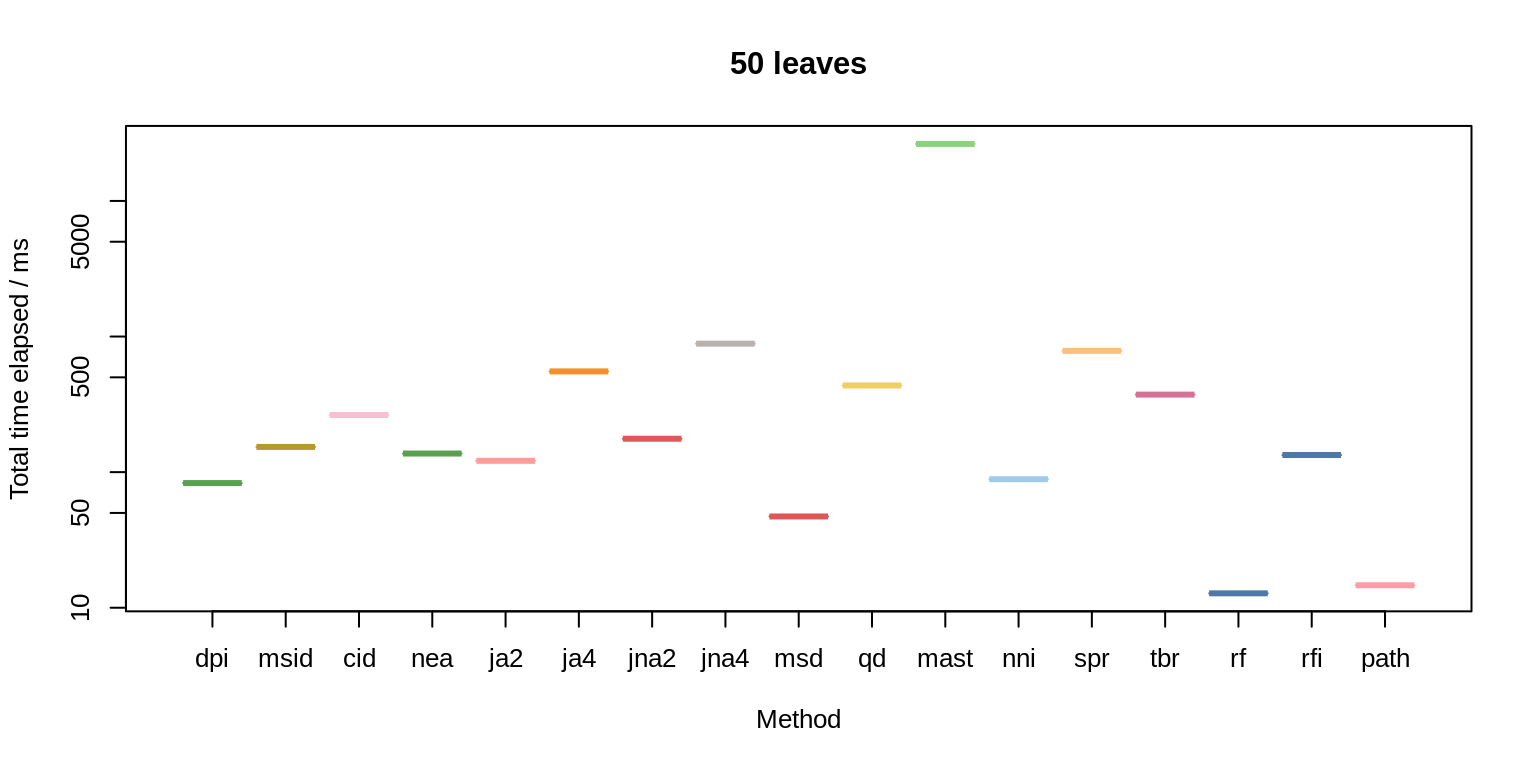 50 leaves
Total time elapsed / ms
5000
500
50
10
dpi msid cid nea ja2 ja4 jna2 jna4 msd qd mast nni spr tbr rf rfi path
Method